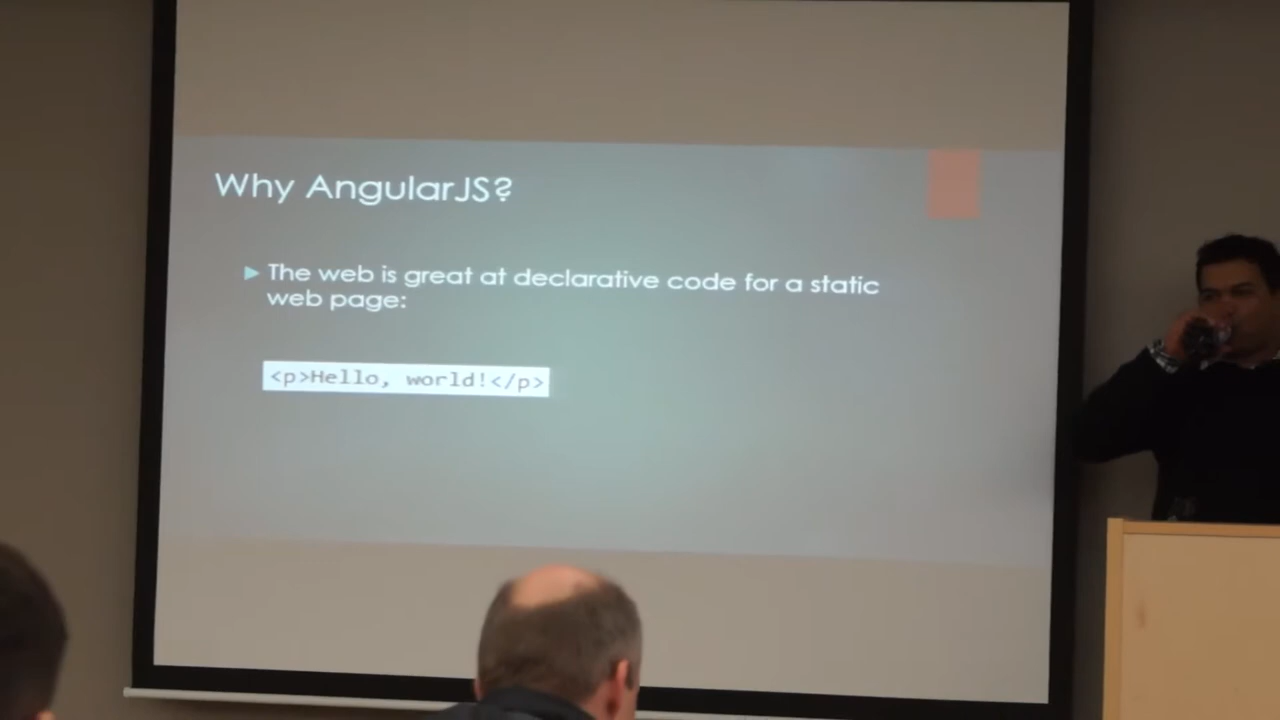 Why AngularJS?
The web is great at declarative code for a static
web page:
<p>Hello, world!</p>